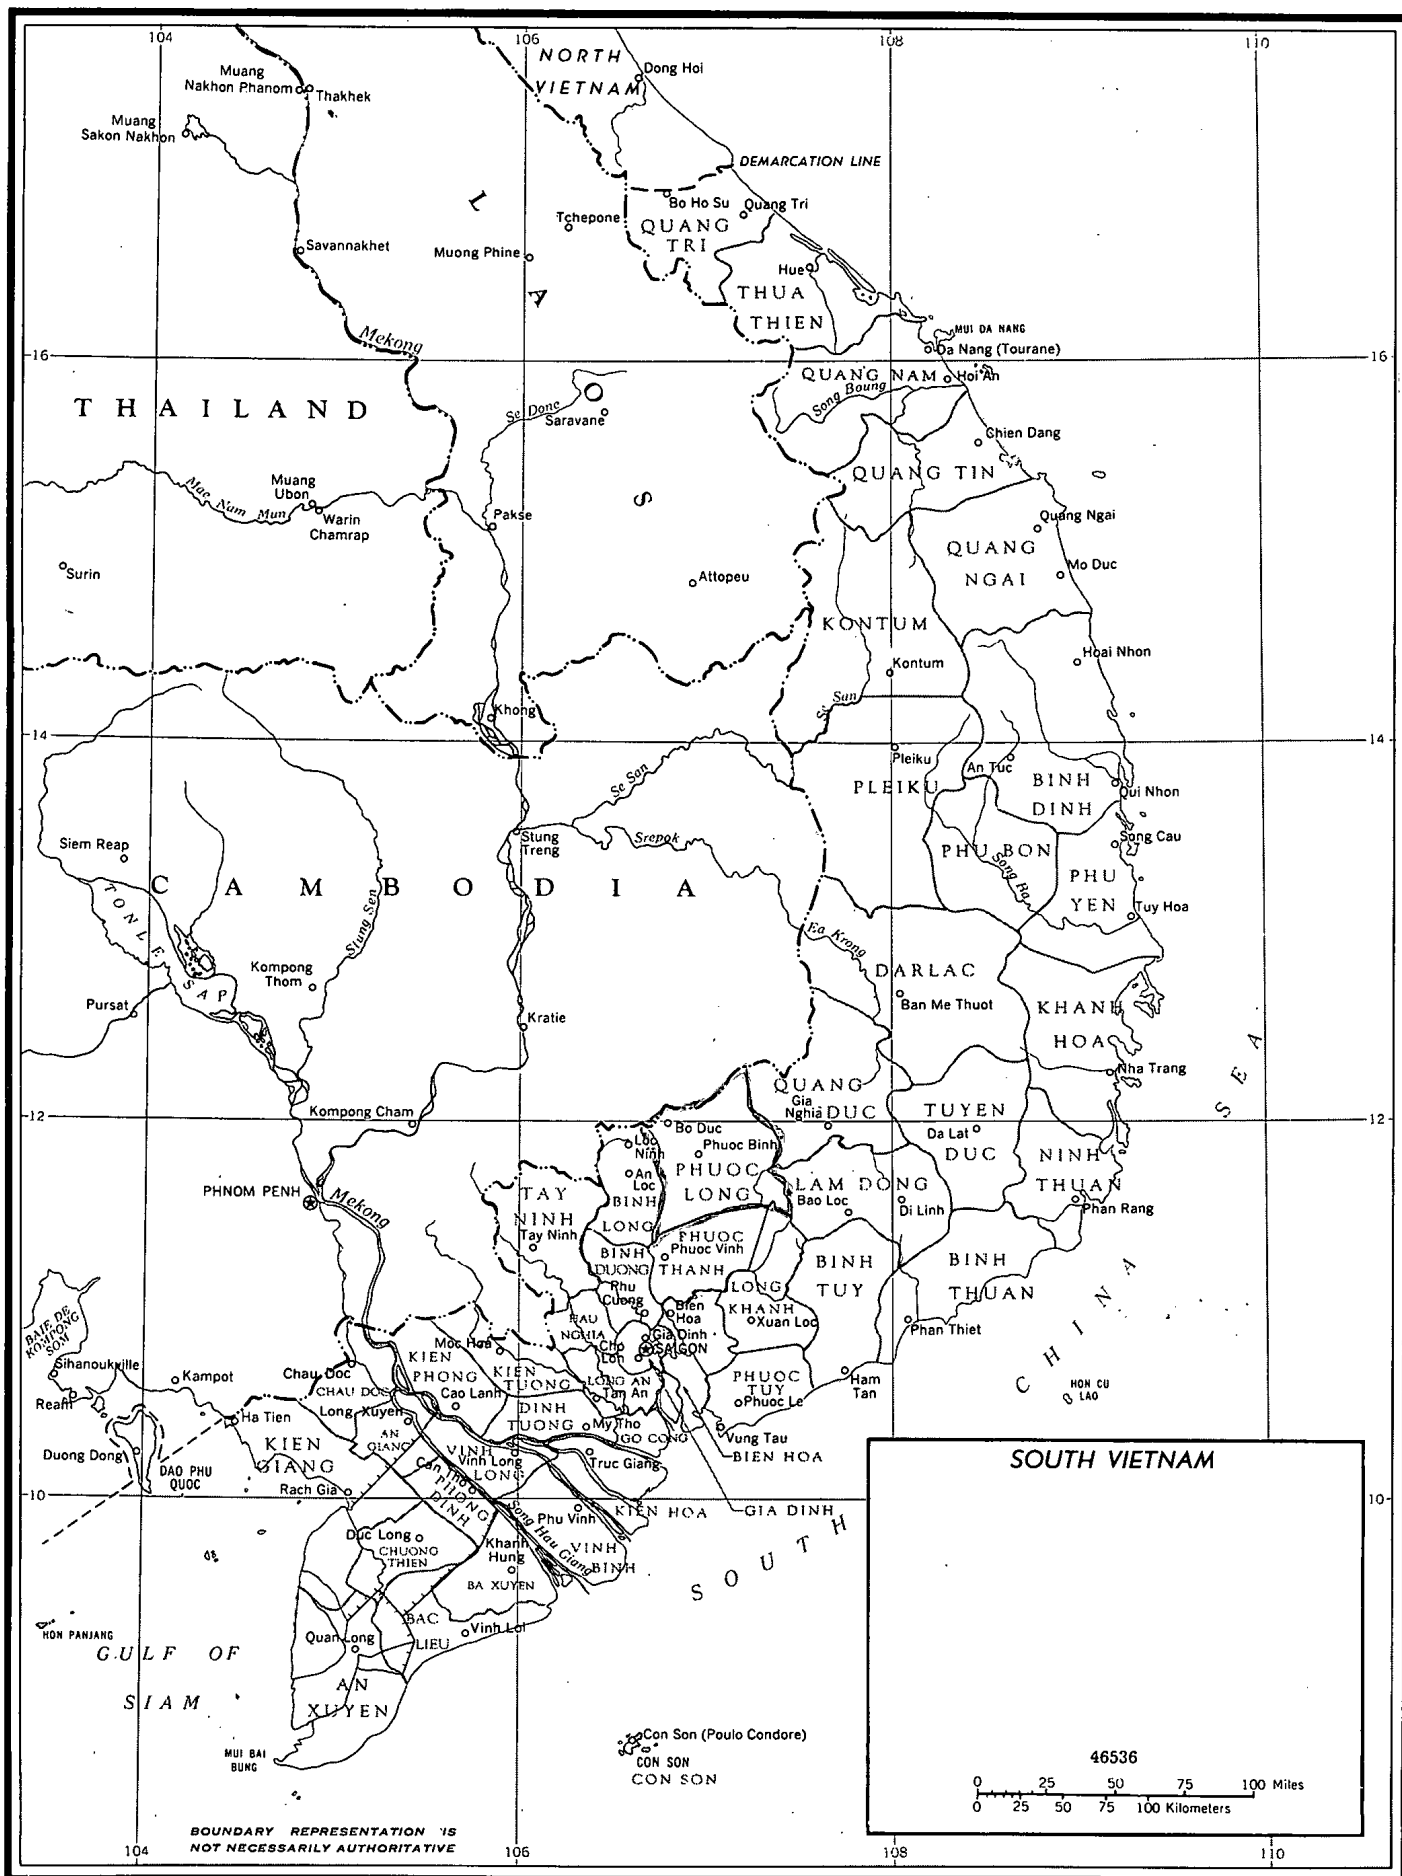 104
106
108
110
NORTH
VIETNAM
Dong Hoi
Muang
Nakhon Phanom
Thakhek
Muang
Sakon Nakhon
DEMARCATION LINE
L
A
O
S
Bo Ho Su
Quang Tri
Tchepone
QUANG
TRI
Savannakhet
Muong Phine
Hue
THUA
THIEN
Mekong
MUI DA NANG
Da Nang (Tourane)
16
16
QUANG NAM
Hoi An
Song Boung
THAILAND
Se Done
Saravane
Chien Dang
QUANG TIN
Muang
Ubon
Mae Nam Mun
Warin
Chamrap
Pakse
Quang Ngai
QUANG
NGAI
Surin
Attopeu
Mo Duc
KONTUM
Hoai Nhon
Kontum
Se San
Khong
14
14
Pleiku
An Tuc
PLEIKU
BINH
DINH
Qui Nhon
Se San
Srepok
Siem Reap
Stung
Treng
Song Cau
PHU BON
Song Ba
CAMBODIA
PHU
YEN
Tuy Hoa
TONLE SAP
Stung Sen
Ea Krong
Kompong
Thom
DARLAC
Ban Me Thuot
Pursat
Kratie
KHANH
HOA
Nha Trang
QUANG
DUC
Gia
Nghia
12
12
Kompong Cham
Bo Duc
Loc
Ninh
Phuoc Binh
TUYEN
DUC
Da Lat
An
Loc
PHUOC
LONG
NINH
THUAN
PHNOM PENH
Mekong
TAY
NINH
Tay Ninh
BINH
LONG
LAM DONG
Bao Loc
Di Linh
Phan Rang
BINH
DUONG
PHUOC
Phuoc Vinh
THANH
BINH
TUY
BINH
THUAN
Phu
Cuong
Bien
Hoa
LONG
KHANH
Xuan Loc
Phan Thiet
BAIE DE
KOMPONG
SOM
HAU
NGHIA
Gia Dinh
SAIGON
Cho
Lon
Moc Hoa
KIEN
PHONG
KIEN
TUONG
Sihanoukville
Kampot
Chau Doc
CHAU DOC
Ream
LONG AN
Tan An
PHUOC
TUY
Phuoc Le
Ham
Tan
HON CU
LAO
Ha Tien
Long Xuyen
Cao Lanh
DINH
TUONG
My Tho
GO CONG
Vung Tau
BIEN HOA
Duong Dong
DAO PHU
QUOC
KIEN
GIANG
AN
GIANG
VINH
Vinh Long
LONG
Truc Giang
Rach Gia
Can Tho
PHONG
DINH
Phu Vinh
KIEN HOA
GIA DINH
10
10
Song Hau Giang
Duc Long
CHUONG
THIEN
Khanh
Hung
VINH
BINH
BA XUYEN
SOUTH CHINA SEA
HON PANJANG
BAC
LIEU
Vinh Loi
Quan Long
GULF OF
SIAM
AN
XUYEN
MUI BAI
BUNG
Con Son (Poulo Condore)
CON SON
CON SON
SOUTH VIETNAM
46536
0 25 50 75 100 Miles
0 25 50 75 100 Kilometers
BOUNDARY REPRESENTATION IS
NOT NECESSARILY AUTHORITATIVE
104
106
108
110